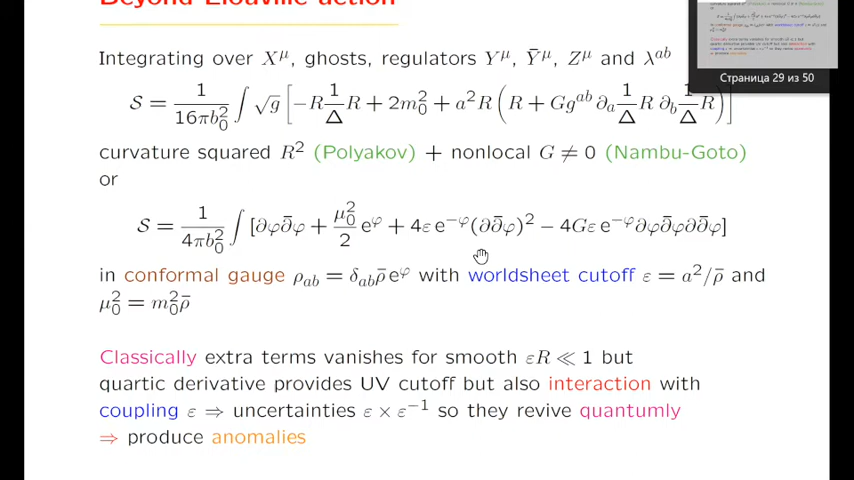 Beyond Liouville action
Integrating over X^μ, ghosts, regulators Y^μ, Ȳ^μ, Z^μ and λ^{ab}
S = 1/(16πb_0^2) ∫ √g [ −R 1/Δ R + 2m_0^2 + a^2 R ( R + G g^{ab} ∂_a 1/Δ R ∂_b 1/Δ R ) ]
curvature squared R^2 (Polyakov) + nonlocal G ≠ 0 (Nambu-Goto)
or
S = 1/(4πb_0^2) ∫ [∂φ∂̄φ + μ_0^2/2 e^φ + 4ε e^{−φ}(∂∂̄φ)^2 − 4Gε e^{−φ}∂φ∂̄φ∂∂̄φ]
in conformal gauge ρ_{ab} = δ_{ab} ρ̄ e^φ with worldsheet cutoff ε = a^2/ρ̄ and
μ_0^2 = m_0^2 ρ̄
Classically extra terms vanishes for smooth εR ≪ 1 but
quartic derivative provides UV cutoff but also interaction with
coupling ε ⇒ uncertainties ε × ε^{−1} so they revive quantumly
⇒ produce anomalies
Страница 29 из 50